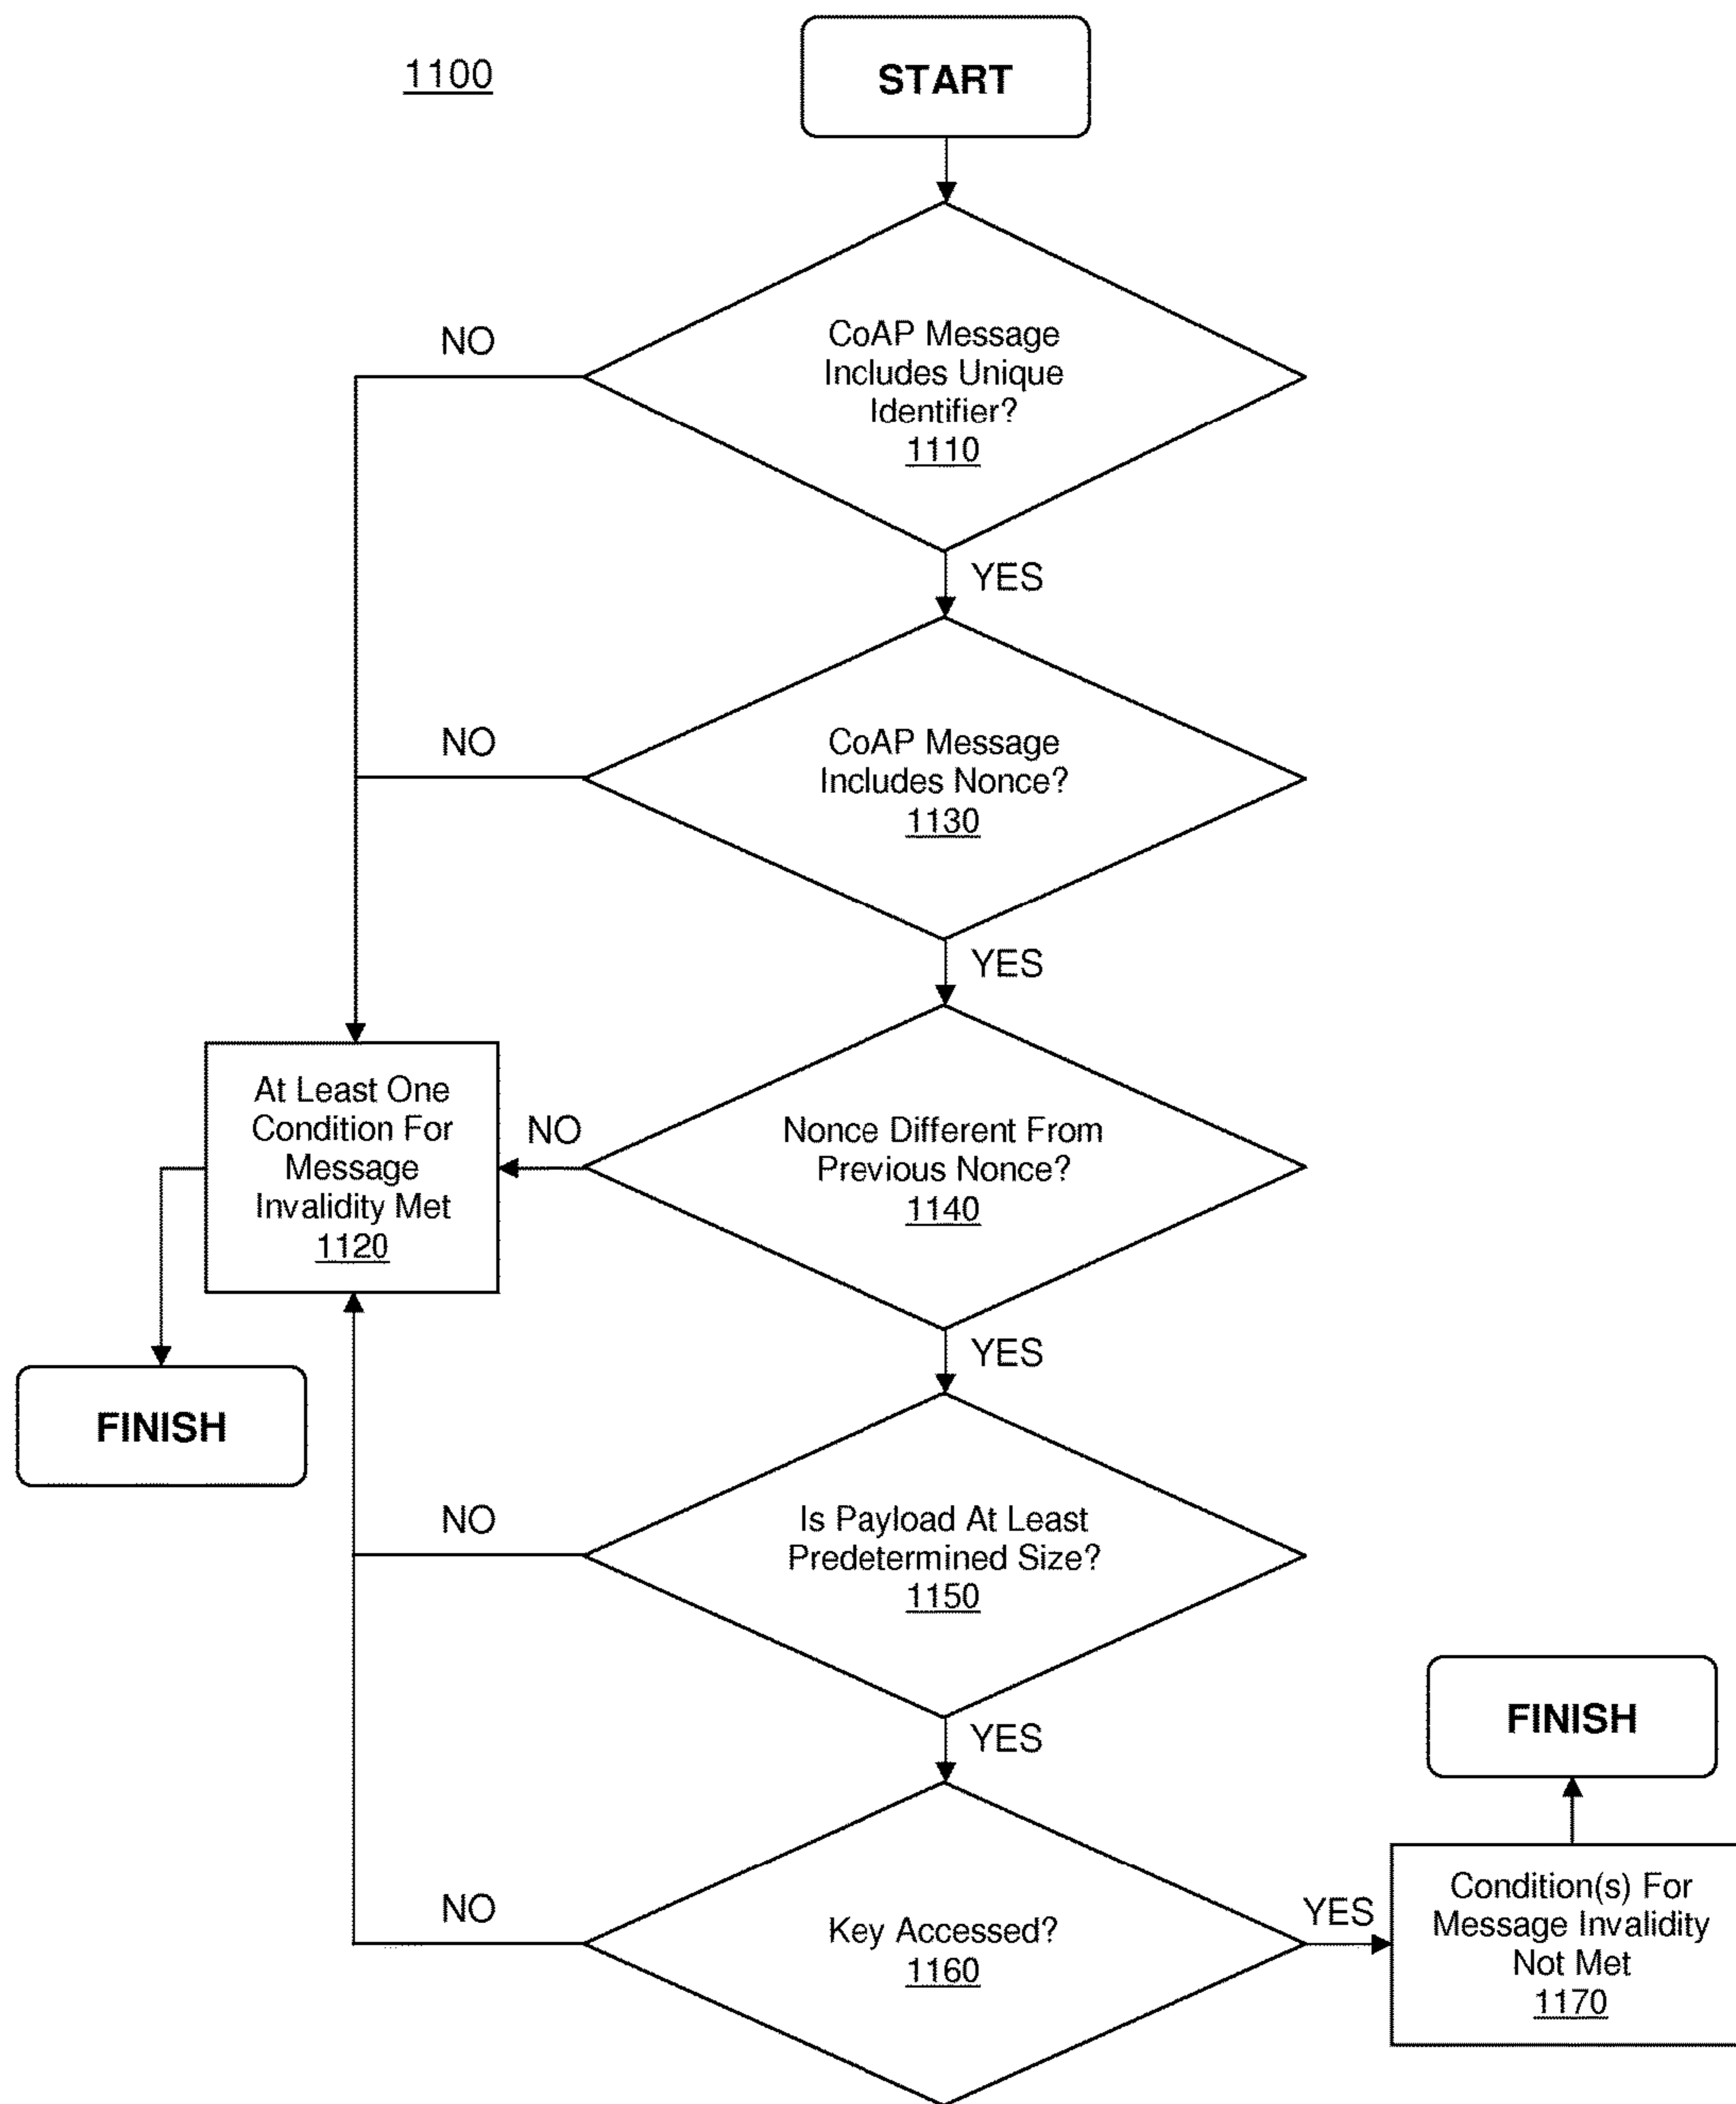 1100
START
CoAP Message
Includes Unique
Identifier?
1110
NO
YES
CoAP Message
Includes Nonce?
1130
NO
YES
Nonce Different From
Previous Nonce?
1140
NO
At Least One
Condition For
Message
Invalidity Met
1120
FINISH
YES
Is Payload At Least
Predetermined Size?
1150
NO
YES
Key Accessed?
1160
NO
YES
Condition(s) For
Message Invalidity
Not Met
1170
FINISH